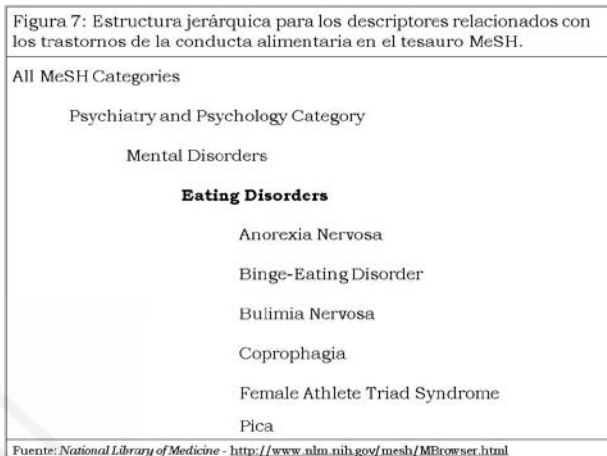 Figura 7: Estructura jerárquica para los descriptores relacionados con
los trastornos de la conducta alimentaria en el tesauro MeSH.
All MeSH Categories
Psychiatry and Psychology Category
Mental Disorders
Eating Disorders
Anorexia Nervosa
Binge-Eating Disorder
Bulimia Nervosa
Coprophagia
Female Athlete Triad Syndrome
Pica
Fuente: National Library of Medicine - http://www.nlm.nih.gov/mesh/MBrowser.html